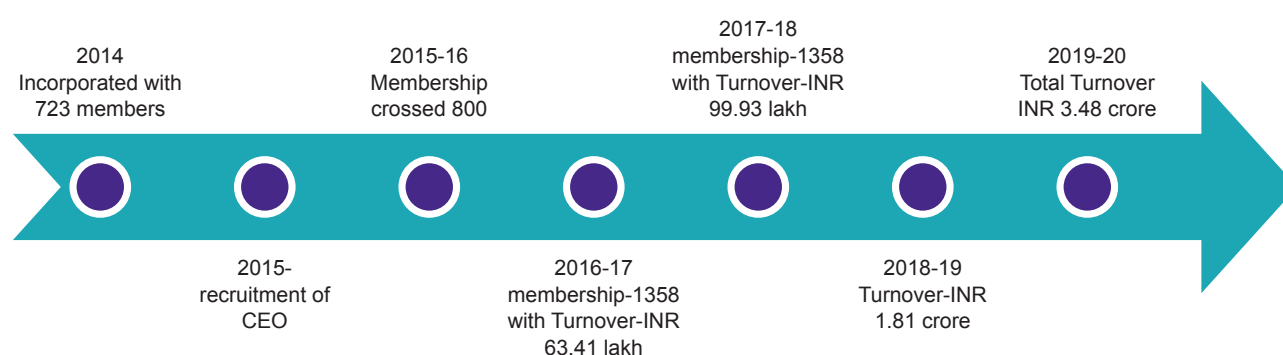 2014
Incorporated with
723 members
2015-
recruitment of
CEO
2015-16
Membership
crossed 800
2016-17
membership-1358
with Turnover-INR
63.41 lakh
2017-18
membership-1358
with Turnover-INR
99.93 lakh
2018-19
Turnover-INR
1.81 crore
2019-20
Total Turnover
INR 3.48 crore